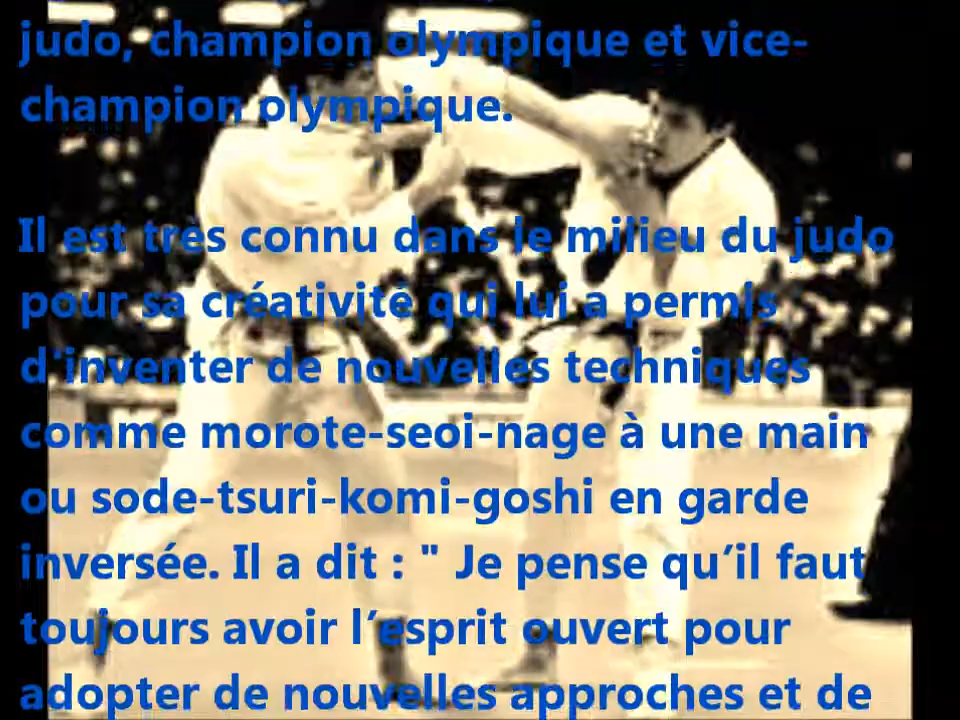 judo, champion olympique et vice-
champion olympique.
Il est très connu dans le milieu du judo
pour sa créativité qui lui a permis
d'inventer de nouvelles techniques
comme morote-seoi-nage à une main
ou sode-tsuri-komi-goshi en garde
inversée. Il a dit : " Je pense qu’il faut
toujours avoir l’esprit ouvert pour
adopter de nouvelles approches et de